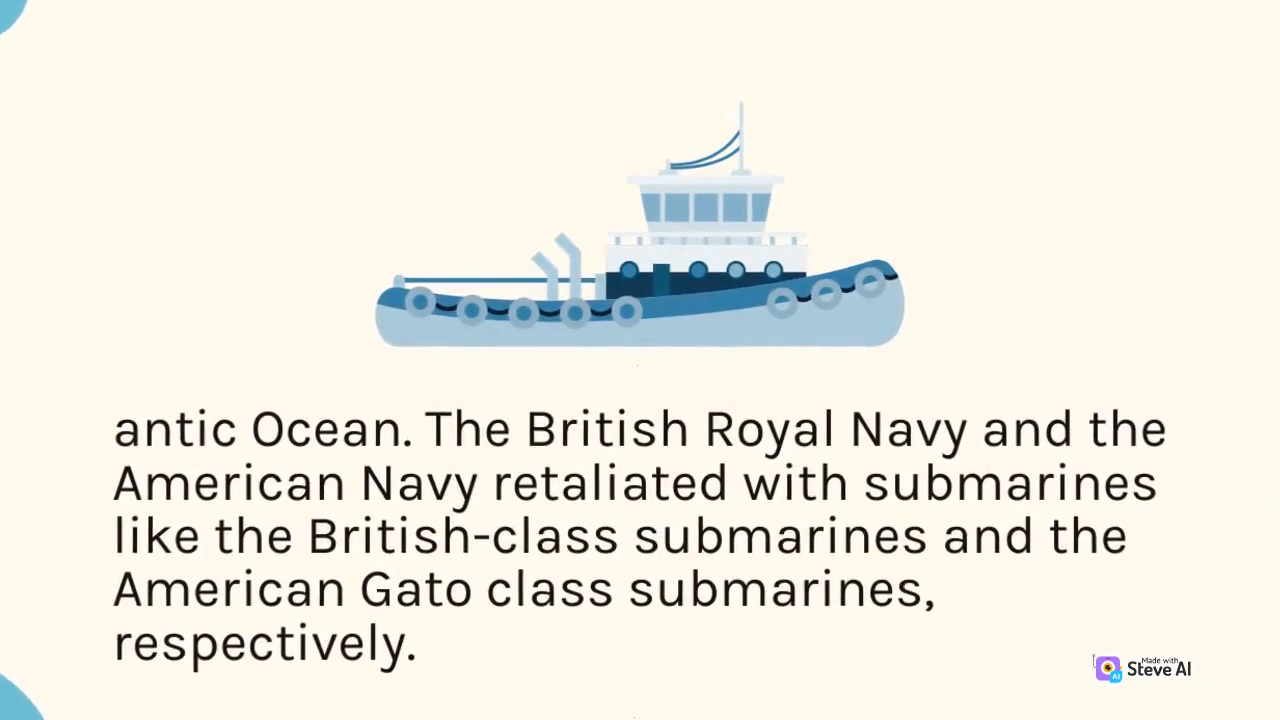 antic Ocean. The British Royal Navy and the
American Navy retaliated with submarines
like the British-class submarines and the
American Gato class submarines,
respectively.
Made with
Steve AI
AI